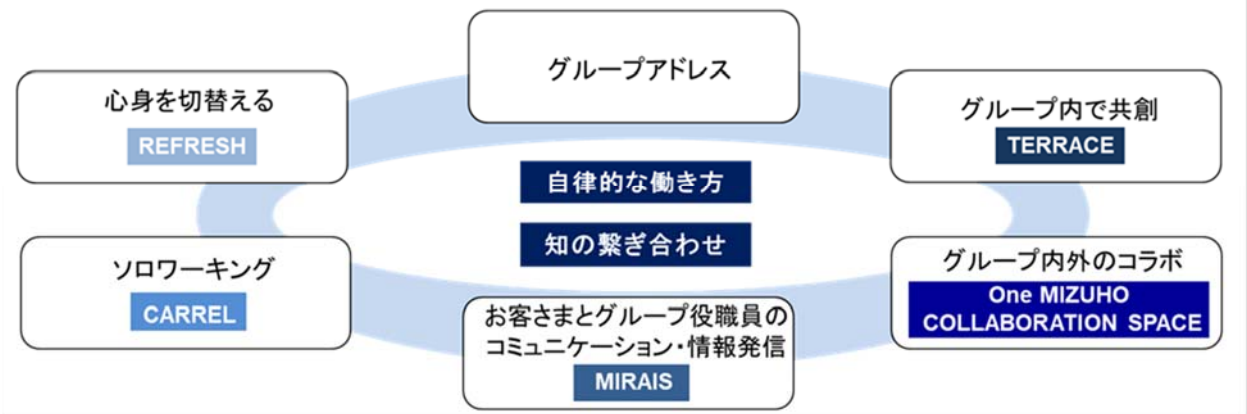 グループアドレス
心身を切替える
REFRESH
グループ内で共創
TERRACE
自律的な働き方
知の繋ぎ合わせ
ソロワーキング
CARREL
お客さまとグループ役職員の
コミュニケーション・情報発信
MIRAIS
グループ内外のコラボ
One MIZUHO
COLLABORATION SPACE